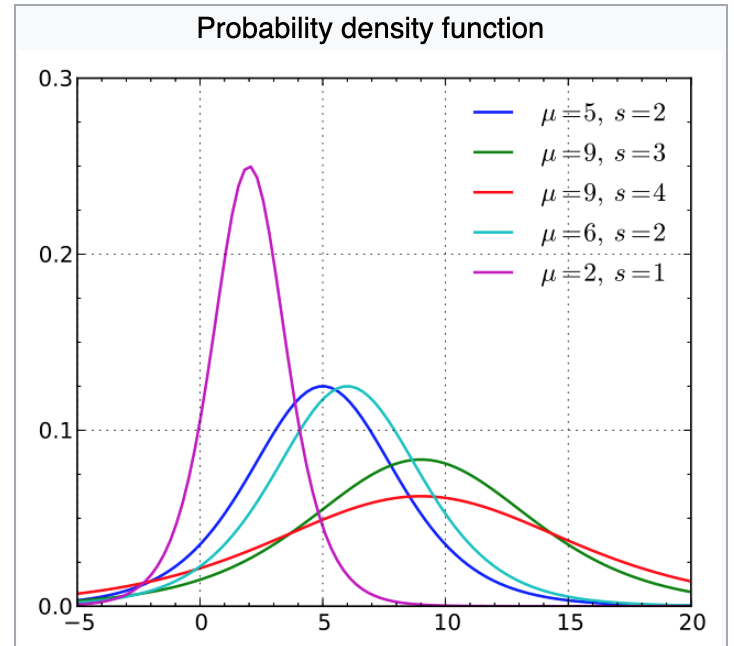 Probability density function
0.3
μ=5, s=2
μ=9, s=3
μ=9, s=4
μ=6, s=2
μ=2, s=1
0.2
0.1
0.0
−5 0 5 10 15 20